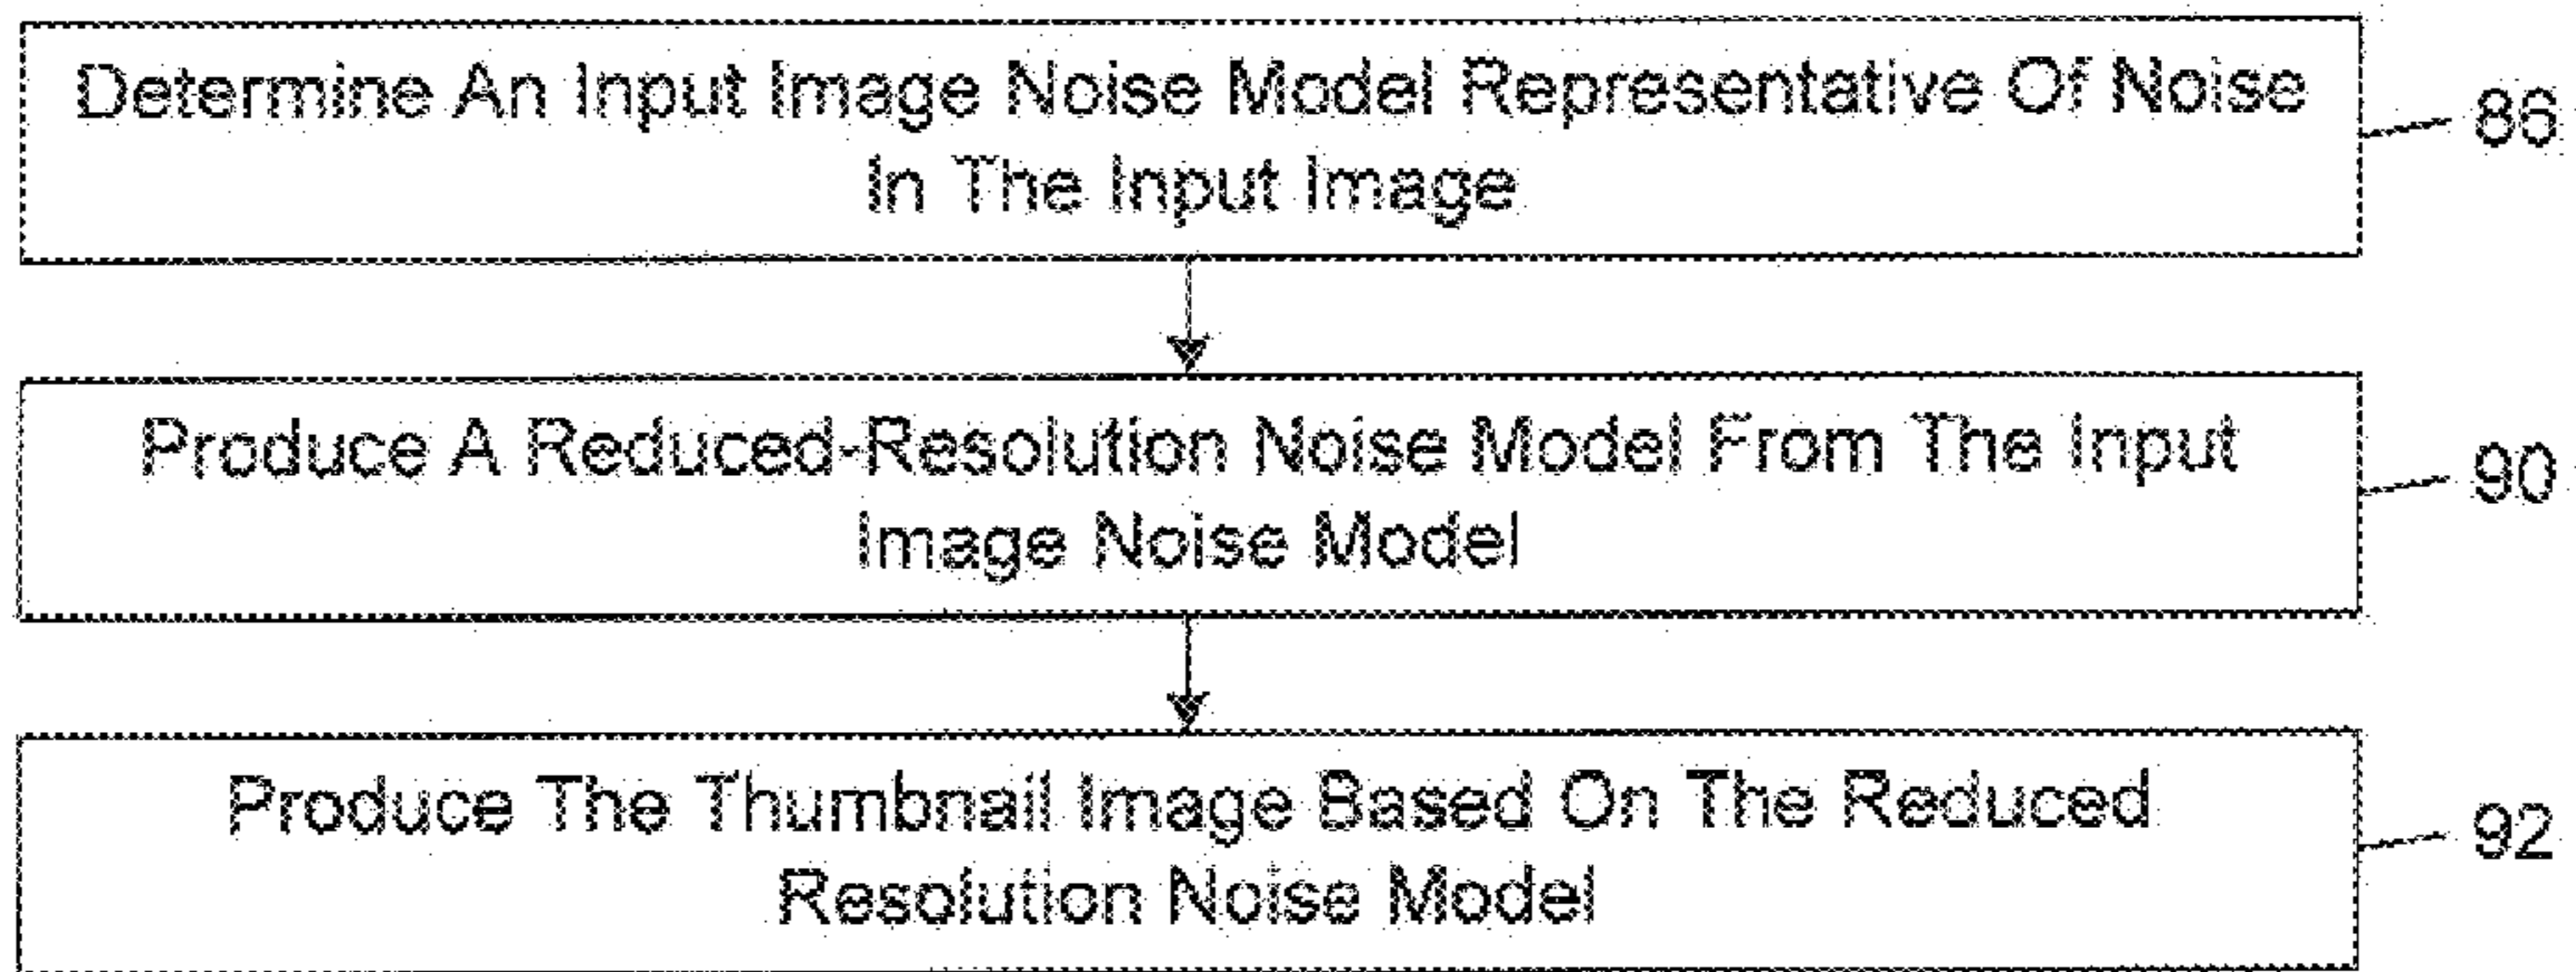 Determine An Input Image Noise Model Representative Of Noise
In The Input Image
86
Produce A Reduced-Resolution Noise Model From The Input
Image Noise Model
90
Produce The Thumbnail Image Based On The Reduced
Resolution Noise Model
92